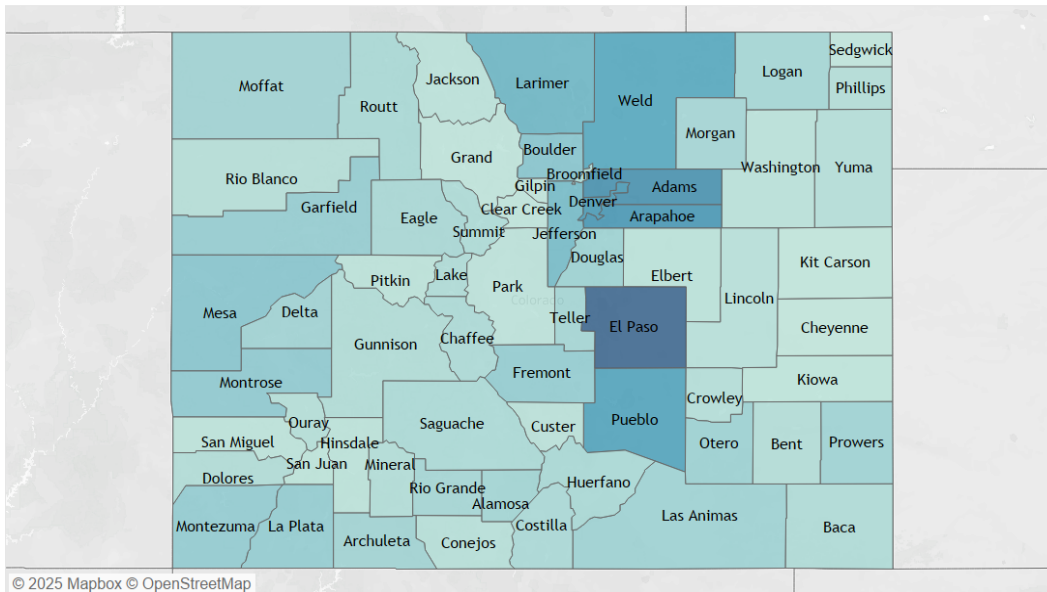 Sedgwick
Jackson
Logan
Moffat
Larimer
Phillips
Routt
Weld
Morgan
Boulder
Grand
Washington
Yuma
Broomfield
Rio Blanco
Gilpin
Adams
Garfield
Denver
Clear Creek
Arapahoe
Eagle
Summit
Jefferson
Douglas
Kit Carson
Lake
Elbert
Pitkin
Park
Lincoln
Colorado
Mesa
Delta
Teller
El Paso
Cheyenne
Chaffee
Gunnison
Fremont
Kiowa
Montrose
Crowley
Pueblo
Ouray
Saguache
Custer
San Miguel
Hinsdale
Otero
Bent
Prowers
San Juan
Mineral
Dolores
Huerfano
Rio Grande
Alamosa
Las Animas
Montezuma
La Plata
Costilla
Baca
Archuleta
Conejos
© 2025 Mapbox © OpenStreetMap